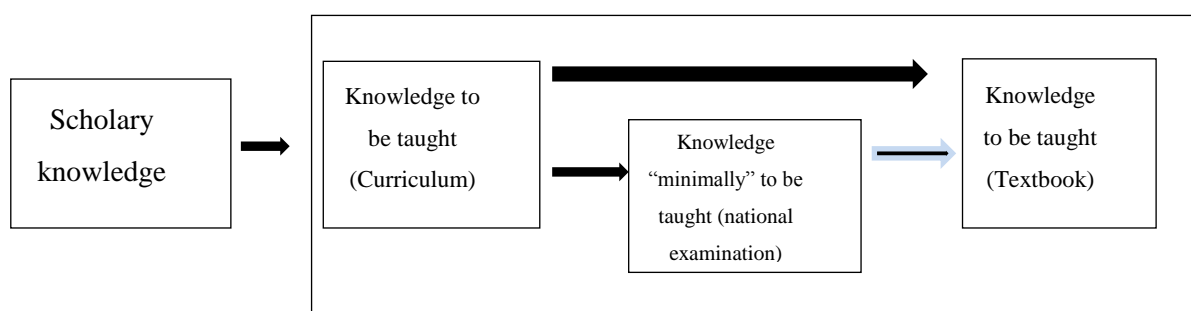 Scholary
knowledge
Knowledge to
be taught
(Curriculum)
Knowledge
“minimally” to be
taught (national
examination)
Knowledge
to be taught
(Textbook)